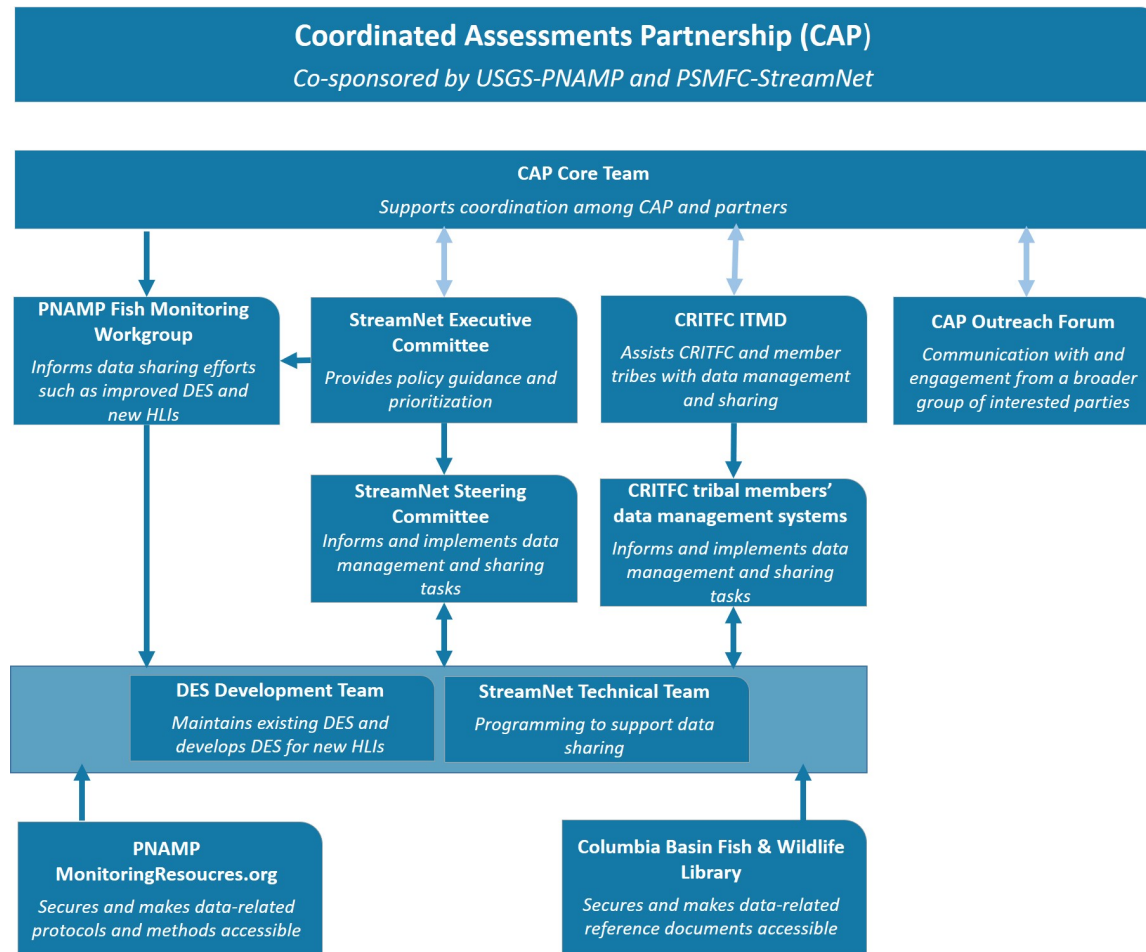 Coordinated Assessments Partnership (CAP)
Co-sponsored by USGS-PNAMP and PSMFC-StreamNet
CAP Core Team
Supports coordination among CAP and partners
PNAMP Fish Monitoring
Workgroup
Informs data sharing efforts
such as improved DES and
new HLIs
StreamNet Executive
Committee
Provides policy guidance and
prioritization
CRITFC ITMD
Assists CRITFC and member
tribes with data management
and sharing
CAP Outreach Forum
Communication with and
engagement from a broader
group of interested parties
StreamNet Steering
Committee
Informs and implements data
management and sharing
tasks
CRITFC tribal members’
data management systems
Informs and implements data
management and sharing
tasks
DES Development Team
Maintains existing DES and
develops DES for new HLIs
StreamNet Technical Team
Programming to support data
sharing
PNAMP
MonitoringResoucres.org
Secures and makes data-related
protocols and methods accessible
Columbia Basin Fish & Wildlife
Library
Secures and makes data-related
reference documents accessible